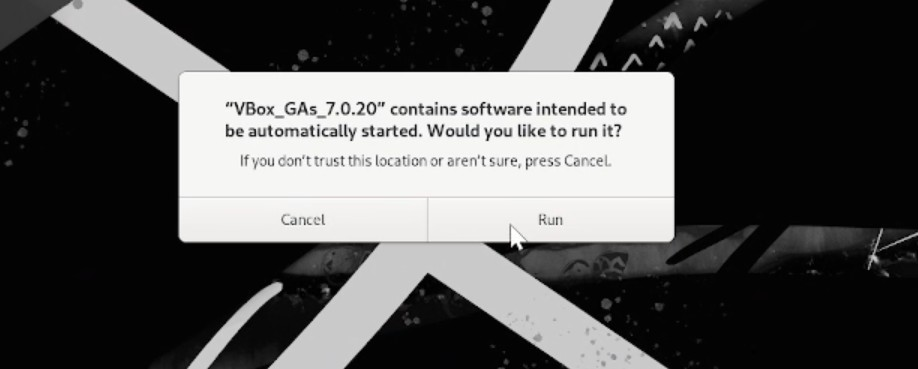 “VBox_GAs_7.0.20” contains software intended to
be automatically started. Would you like to run it?
If you don’t trust this location or aren’t sure, press Cancel.
Cancel
Run